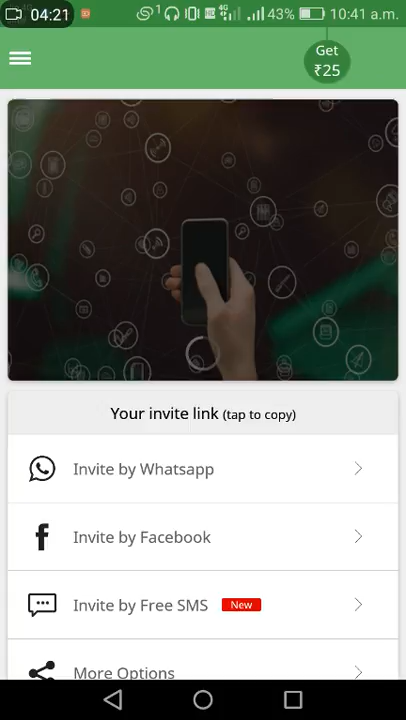 04:21
43% 10:41 a.m.
Get
₹25
Your invite link (tap to copy)
Invite by Whatsapp
Invite by Facebook
Invite by Free SMS New
More Options